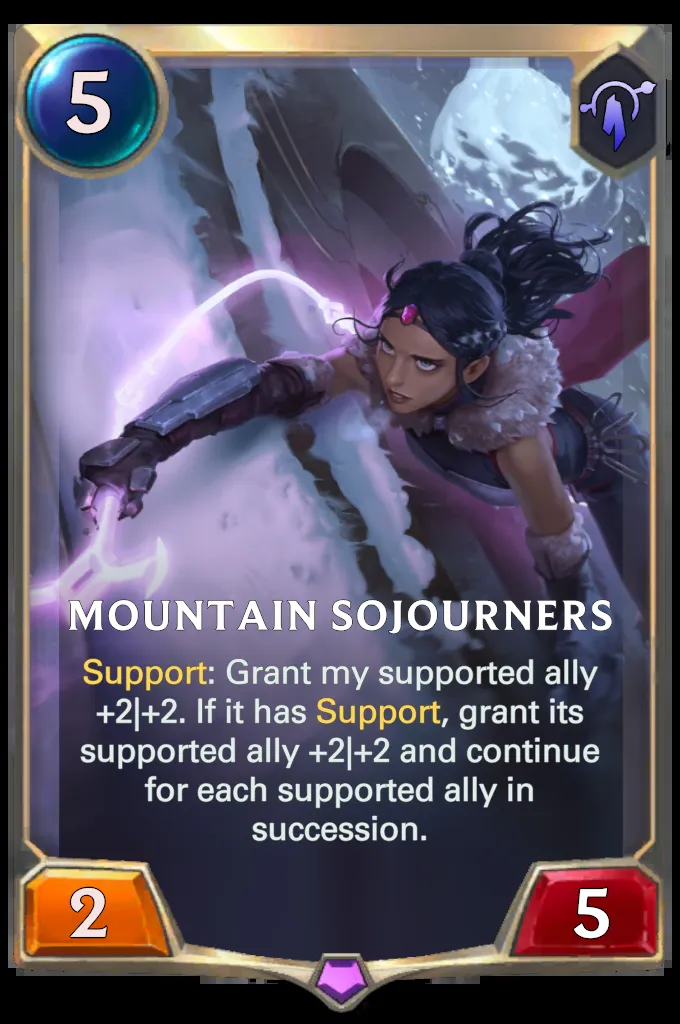 5
MOUNTAIN SOJOURNERS
Support: Grant my supported ally
+2|+2. If it has Support, grant its
supported ally +2|+2 and continue
for each supported ally in
succession.
2
5